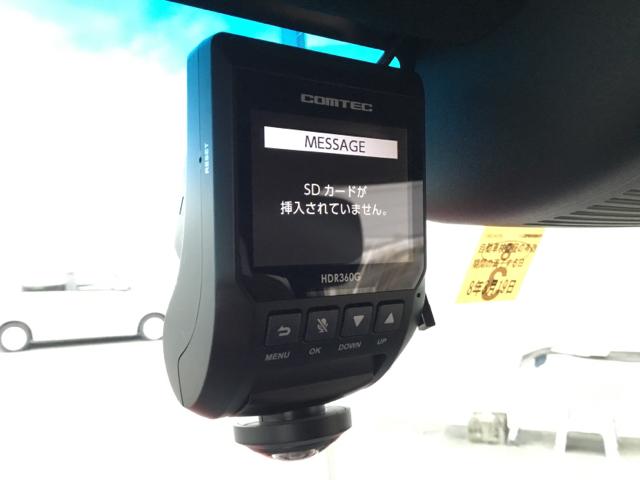 COMTEC
RESET
MESSAGE
SDカードが
挿入されていません。
HDR360G
MENU
OK
DOWN
UP